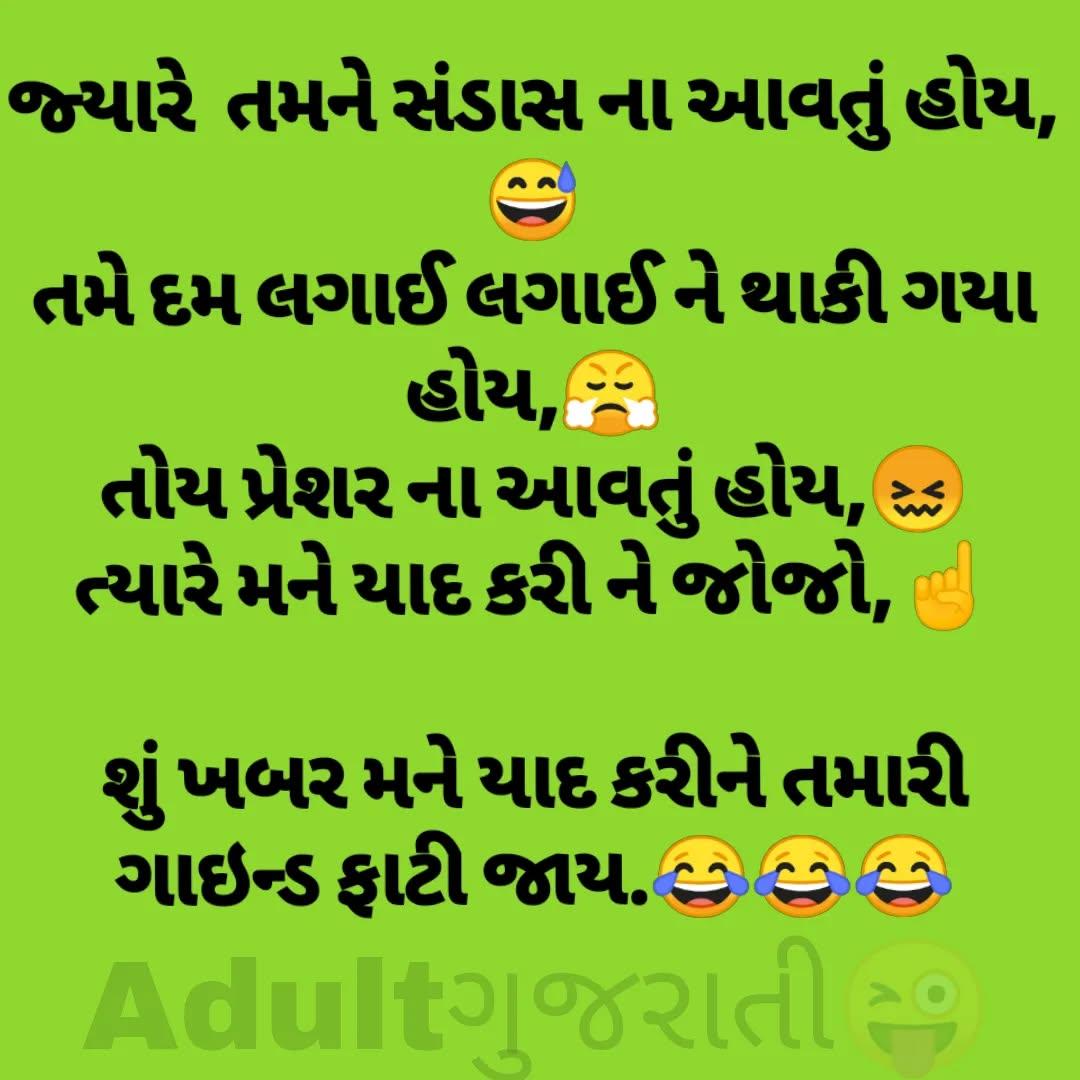 જ્યારે તમને સંડાસ ના આવતું હોય,
😅
તમે દમ લગાઈ લગાઈ ને થાકી ગયા
હોય,😤
તોય પ્રેશર ના આવતું હોય,😖
ત્યારે મને યાદ કરી ને જોજો,☝
શું ખબર મને યાદ કરીને તમારી
ગાઇન્ડ ફાટી જાય.😂😂😂
Adultગુજરાતી😜